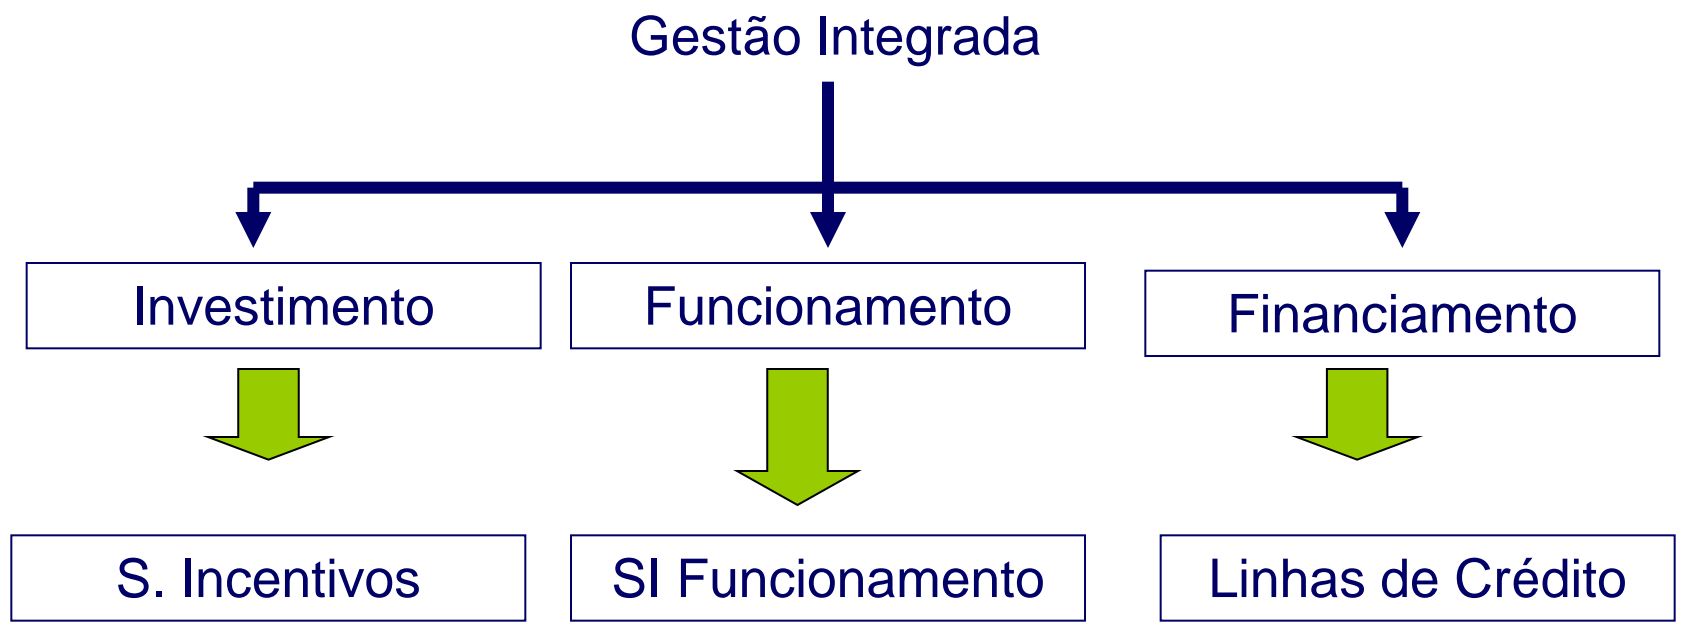 Gestão Integrada
Investimento
Funcionamento
Financiamento
S. Incentivos
SI Funcionamento
Linhas de Crédito